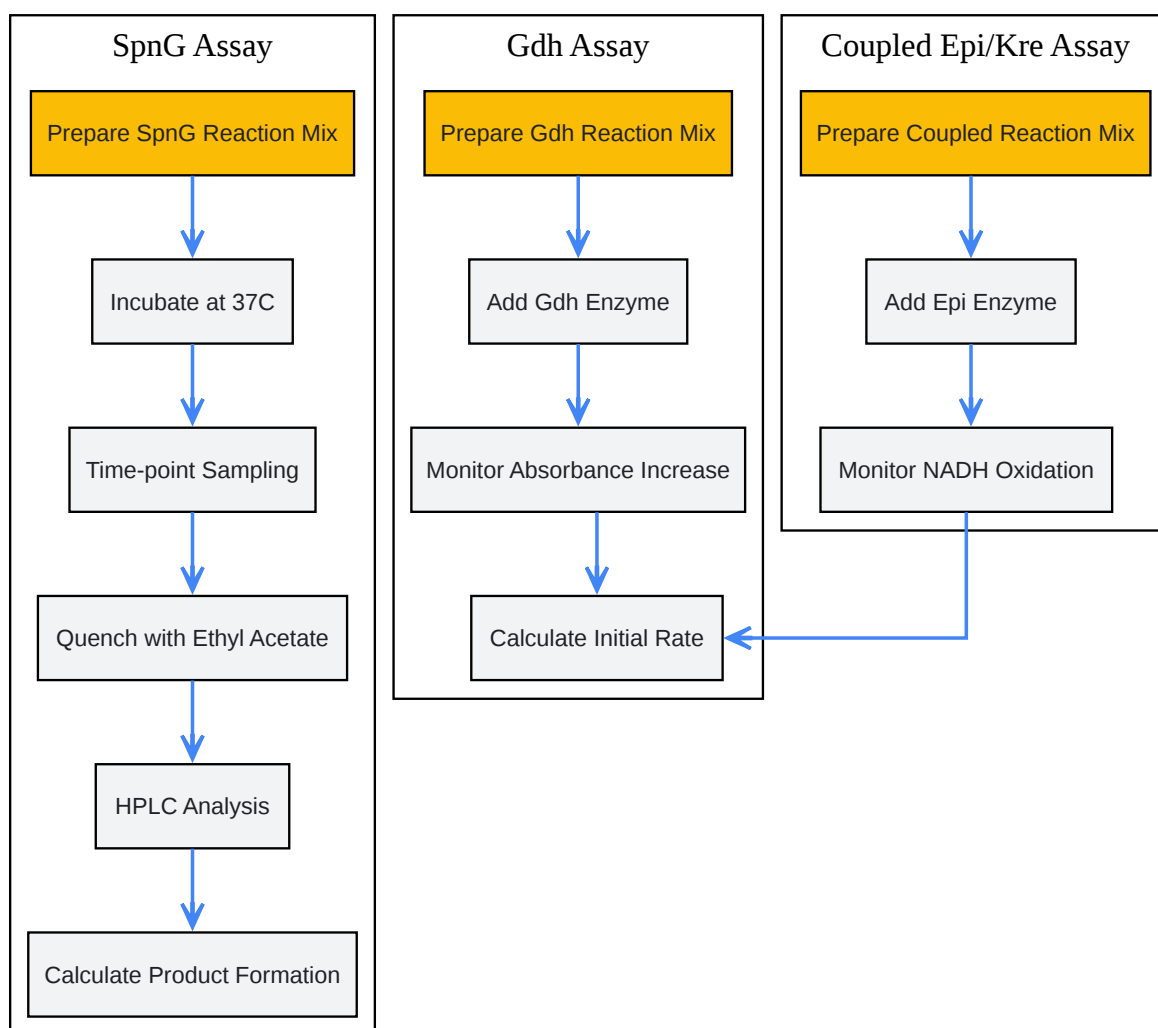 SpnG Assay
Prepare SpnG Reaction Mix
Incubate at 37C
Time-point Sampling
Quench with Ethyl Acetate
HPLC Analysis
Calculate Product Formation
Gdh Assay
Prepare Gdh Reaction Mix
Add Gdh Enzyme
Monitor Absorbance Increase
Calculate Initial Rate
Coupled Epi/Kre Assay
Prepare Coupled Reaction Mix
Add Epi Enzyme
Monitor NADH Oxidation